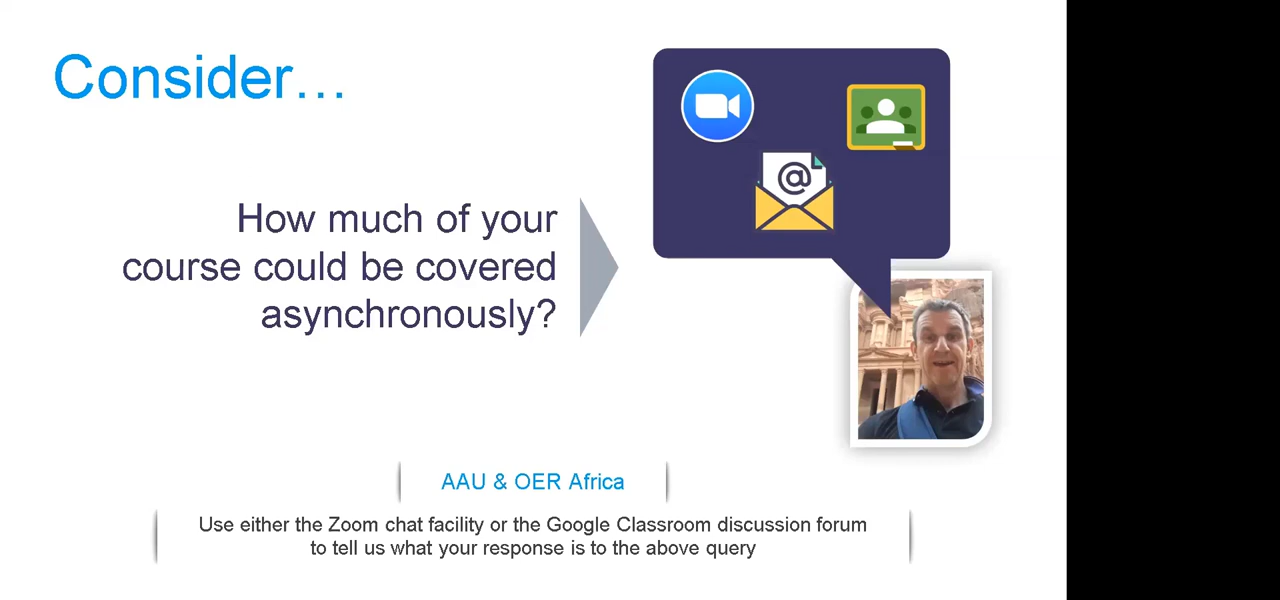 Consider…
How much of your
course could be covered
asynchronously?
@
AAU & OER Africa
Use either the Zoom chat facility or the Google Classroom discussion forum
to tell us what your response is to the above query